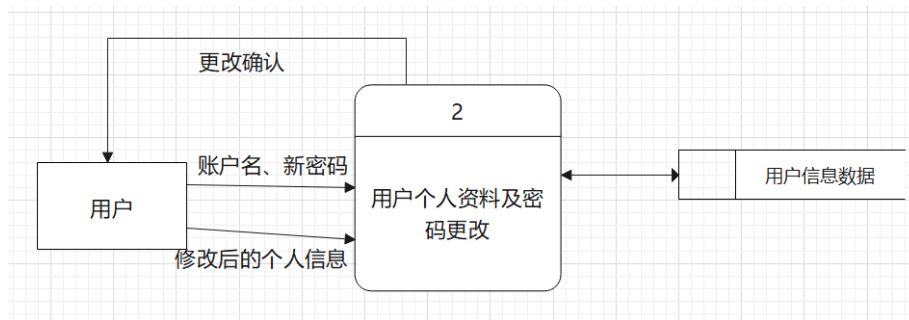 更改确认
2
账户名、新密码
用户
用户个人资料及密
码更改
修改后的个人信息
用户信息数据